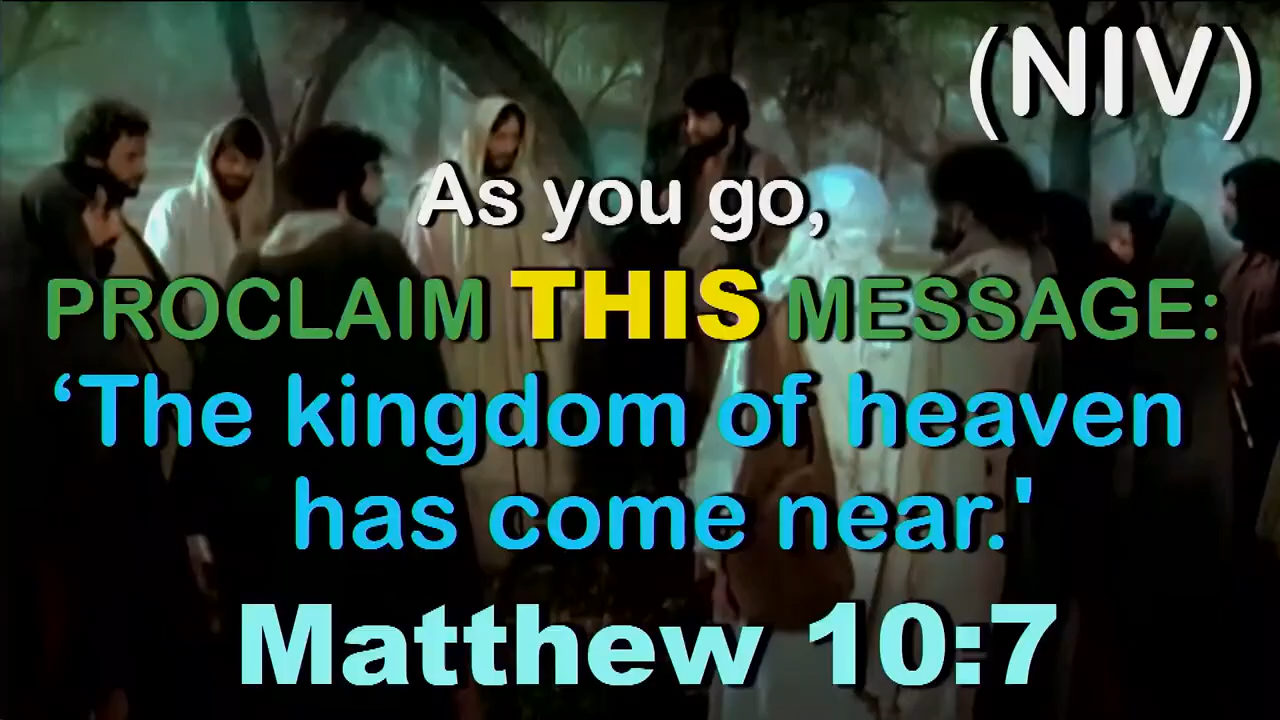 (NIV)
As you go,
PROCLAIM THIS MESSAGE:
‘The kingdom of heaven
has come near.'
Matthew 10:7